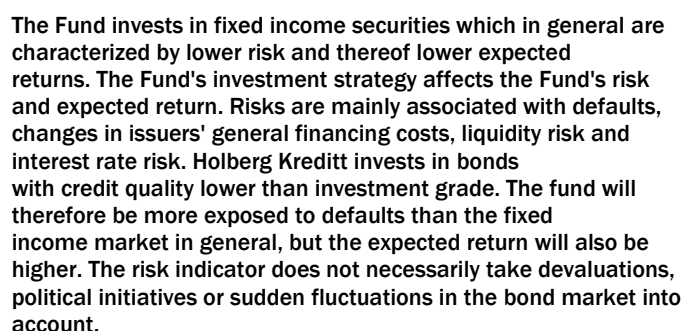 The Fund invests in fixed income securities which in general are
characterized by lower risk and thereof lower expected
returns. The Fund's investment strategy affects the Fund's risk
and expected return. Risks are mainly associated with defaults,
changes in issuers' general financing costs, liquidity risk and
interest rate risk. Holberg Kreditt invests in bonds
with credit quality lower than investment grade. The fund will
therefore be more exposed to defaults than the fixed
income market in general, but the expected return will also be
higher. The risk indicator does not necessarily take devaluations,
political initiatives or sudden fluctuations in the bond market into
account.